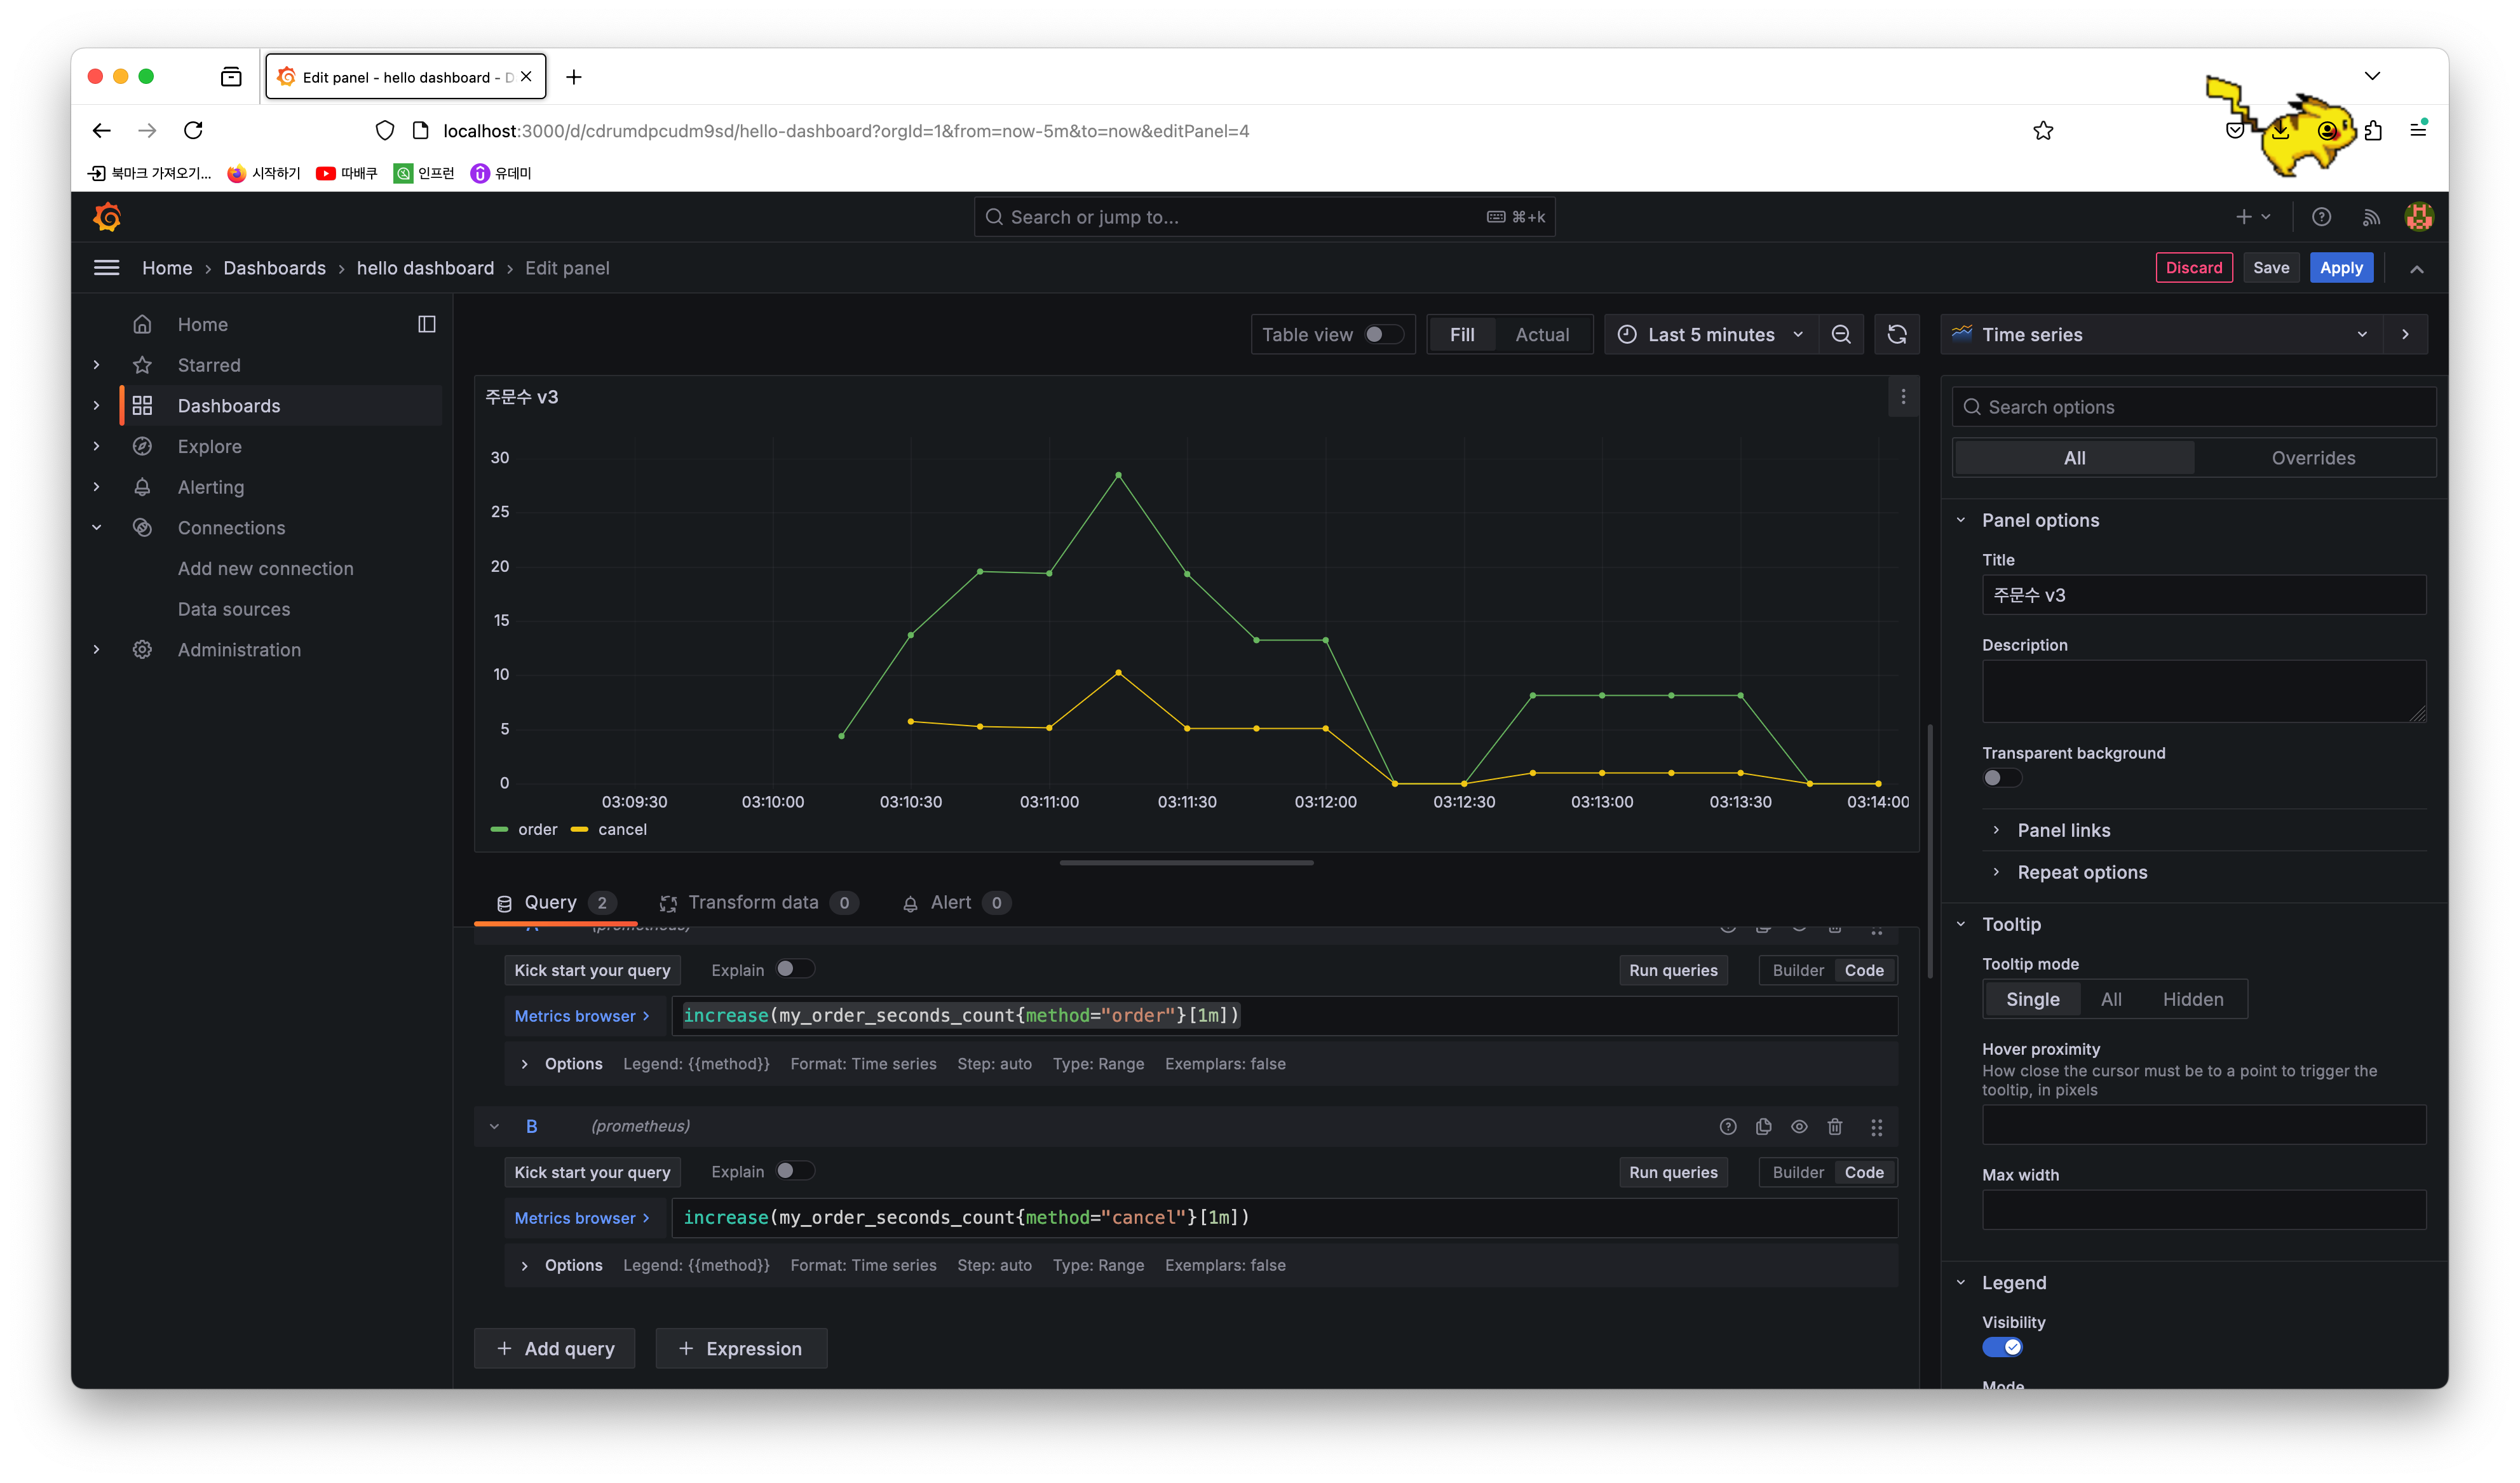 Edit panel - hello dashboard - D
localhost:3000/d/cdrumdpcudm9sd/hello-dashboard?orgId=1&from=now-5m&to=now&editPanel=4
북마크 가져오기... 시작하기 따배쿠 인프런 유데미
Search or jump to... ⌘+k
Home › Dashboards › hello dashboard › Edit panel
Discard Save Apply
Home
Starred
Dashboards
Explore
Alerting
Connections
Add new connection
Data sources
Administration
Table view Fill Actual Last 5 minutes
주문수 v3
30
25
20
15
10
5
0
03:09:30 03:10:00 03:10:30 03:11:00 03:11:30 03:12:00 03:12:30 03:13:00 03:13:30 03:14:00
order cancel
Query 2 Transform data 0 Alert 0
A (prometheus)
Kick start your query Explain Run queries Builder Code
Metrics browser > increase(my_order_seconds_count{method="order"}[1m])
> Options Legend: {{method}} Format: Time series Step: auto Type: Range Exemplars: false
B (prometheus)
Kick start your query Explain Run queries Builder Code
Metrics browser > increase(my_order_seconds_count{method="cancel"}[1m])
> Options Legend: {{method}} Format: Time series Step: auto Type: Range Exemplars: false
+ Add query + Expression
Time series
Search options
All Overrides
Panel options
Title
주문수 v3
Description
Transparent background
Panel links
Repeat options
Tooltip
Tooltip mode
Single All Hidden
Hover proximity
How close the cursor must be to a point to trigger the
tooltip, in pixels
Max width
Legend
Visibility
Mode